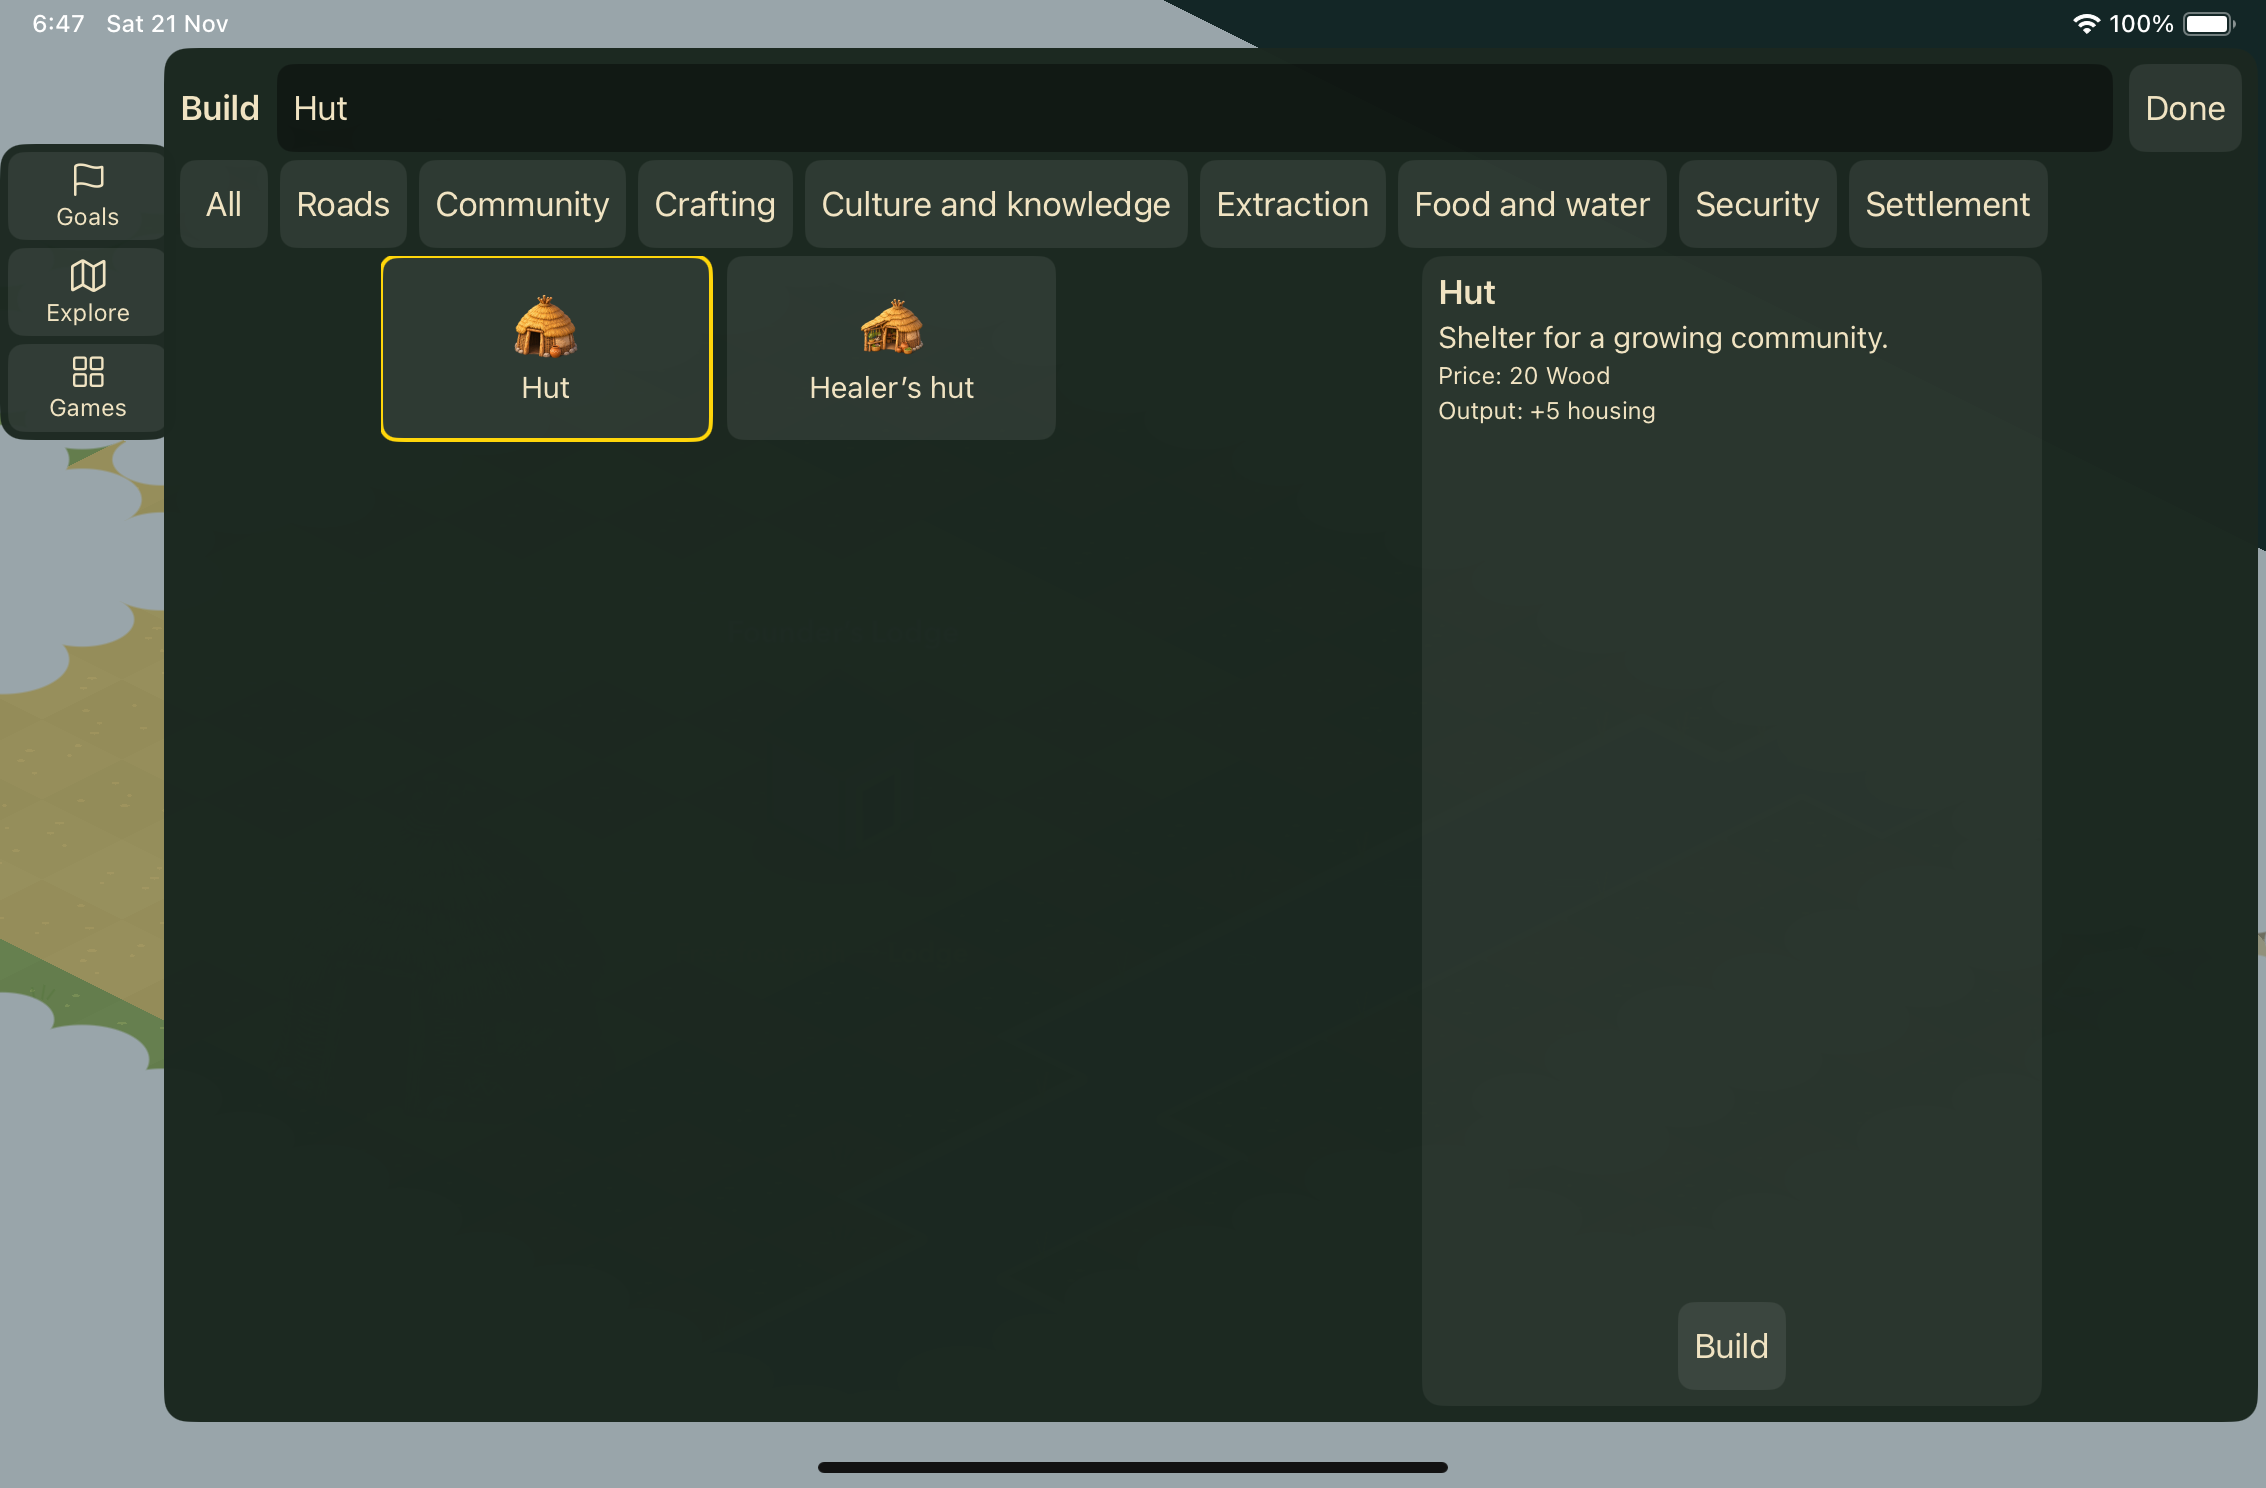 6:47 Sat 21 Nov
100%
Build
Hut
Done
Goals
Explore
Games
All
Roads
Community
Crafting
Culture and knowledge
Extraction
Food and water
Security
Settlement
Hut
Healer’s hut
Hut
Shelter for a growing community.
Price: 20 Wood
Output: +5 housing
Build